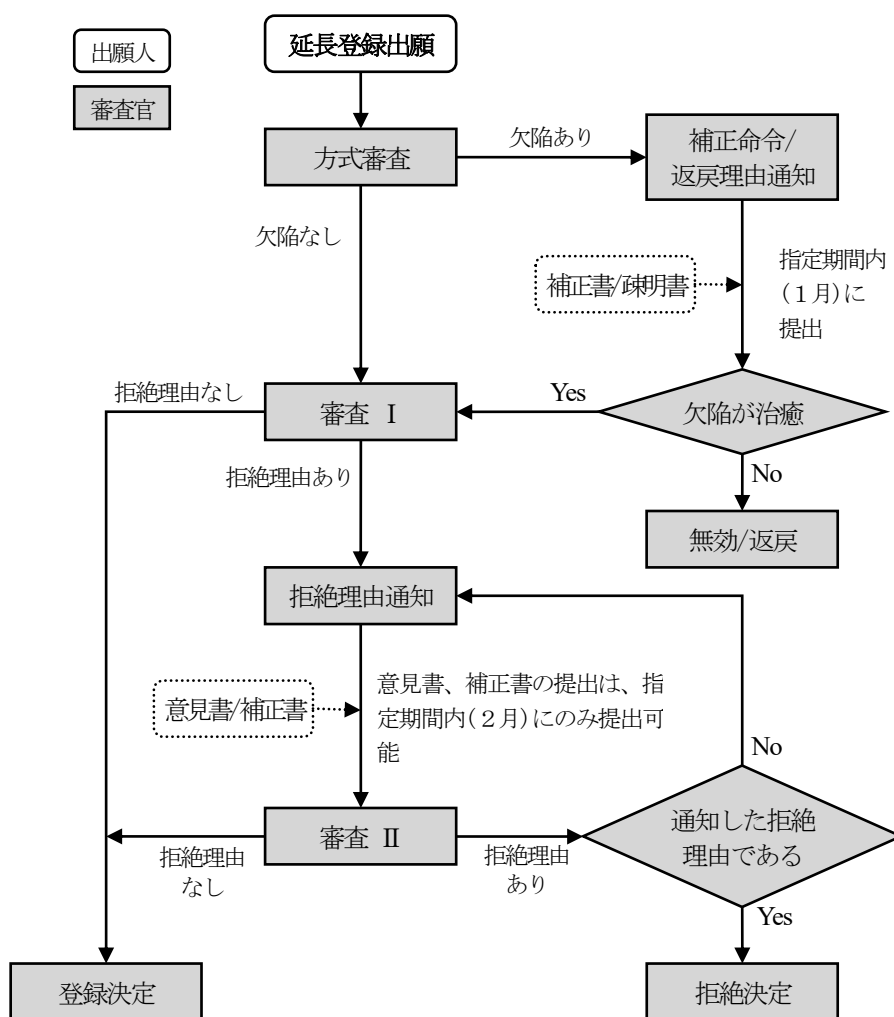 出願人
延長登録出願
審査官
方式審査
欠陥あり
補正命令/
返戻理由通知
欠陥なし
補正書/疎明書
指定期間内
(１月)に
提出
拒絶理由なし
審査 Ⅰ
Yes
欠陥が治癒
拒絶理由あり
No
無効/返戻
拒絶理由通知
意見書/補正書
意見書、補正書の提出は、指
定期間内(２月)にのみ提出可
能
No
審査 Ⅱ
通知した拒絶
理由である
拒絶理由
なし
拒絶理由
あり
Yes
登録決定
拒絶決定